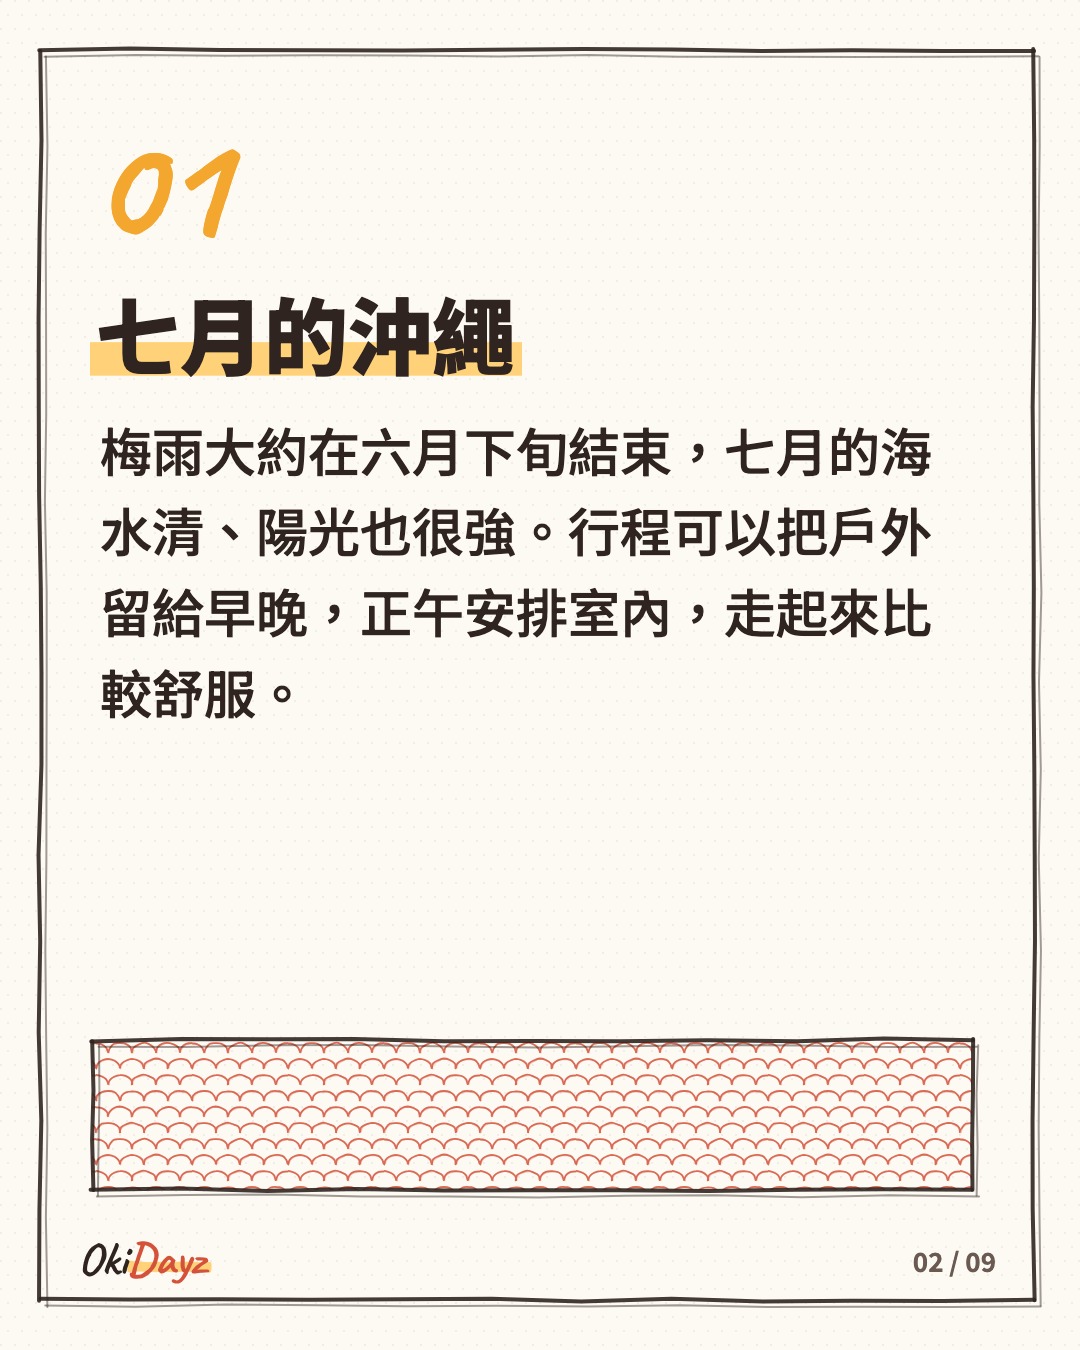 01
七月的沖繩
梅雨大約在六月下旬結束，七月的海
水清、陽光也很強。行程可以把戶外
留給早晚，正午安排室內，走起來比
較舒服。
OkiDayz
02 / 09